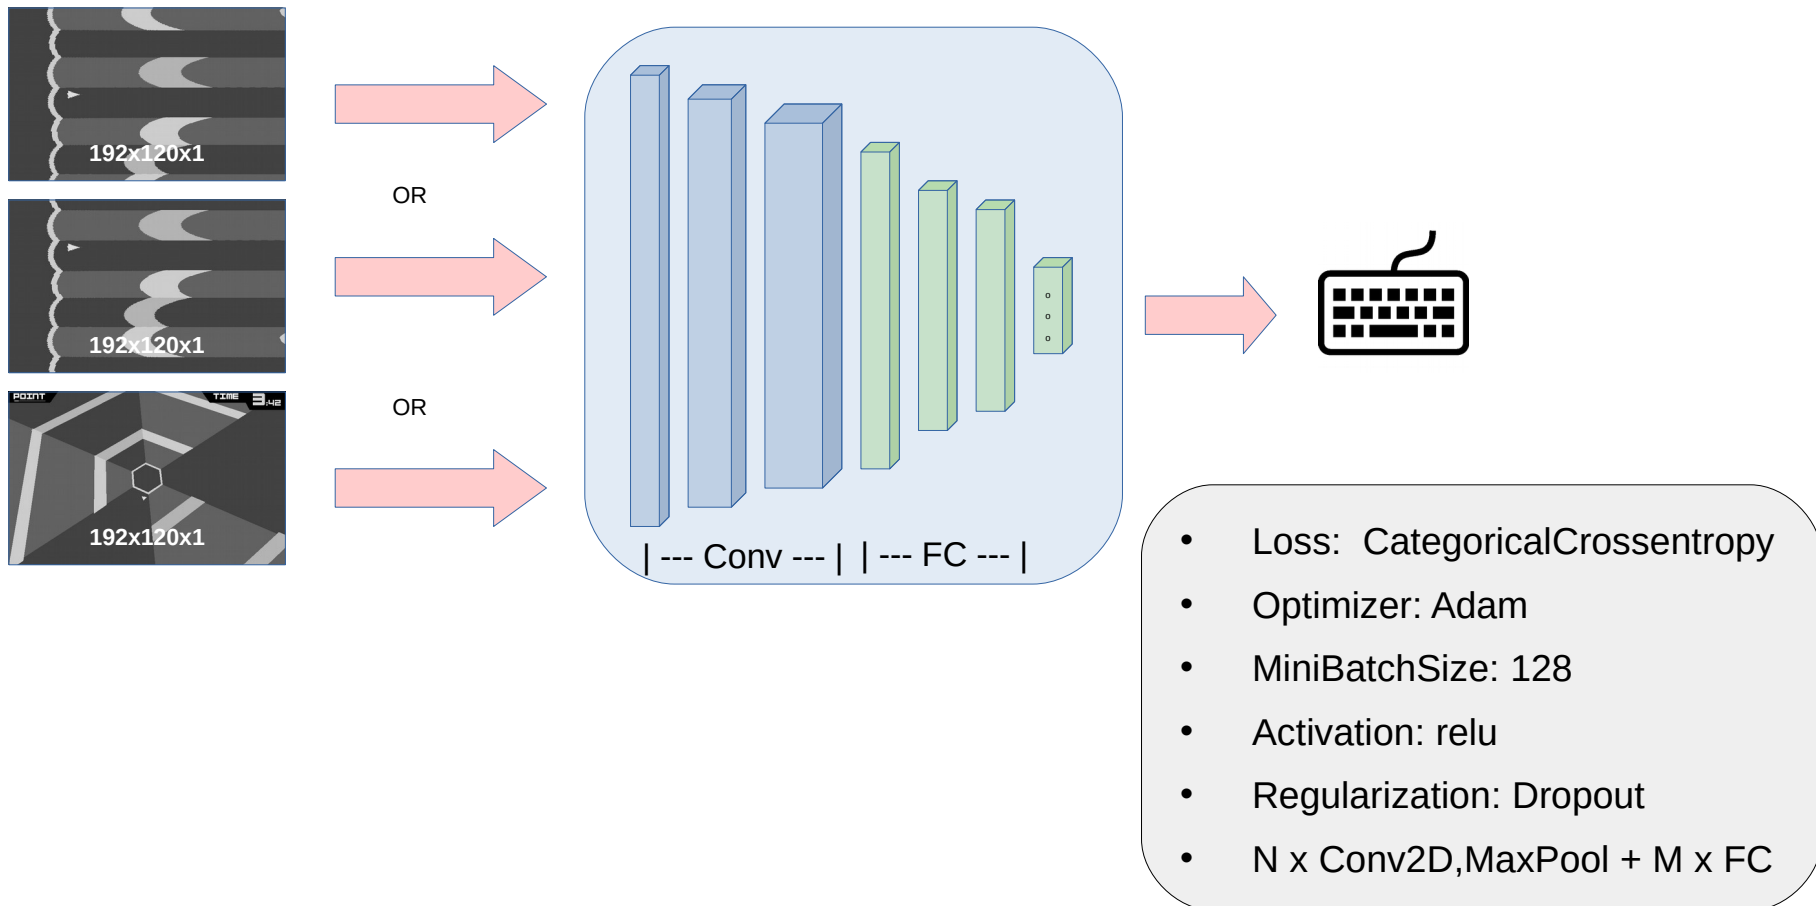 192x120x1
OR
192x120x1
OR
POINT
TIME 3:42
192x120x1
| --- Conv --- | | --- FC --- |
• Loss: CategoricalCrossentropy
• Optimizer: Adam
• MiniBatchSize: 128
• Activation: relu
• Regularization: Dropout
• N x Conv2D,MaxPool + M x FC